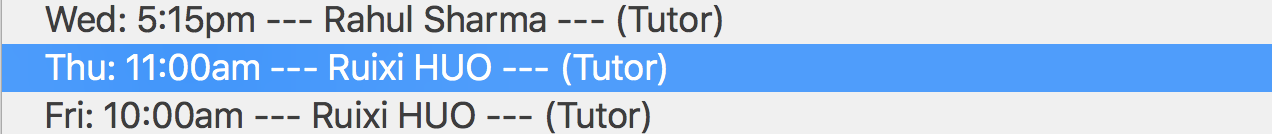 Wed: 5:15pm --- Rahul Sharma --- (Tutor)
Thu: 11:00am --- Ruixi HUO --- (Tutor)
Fri: 10:00am --- Ruixi HUO --- (Tutor)